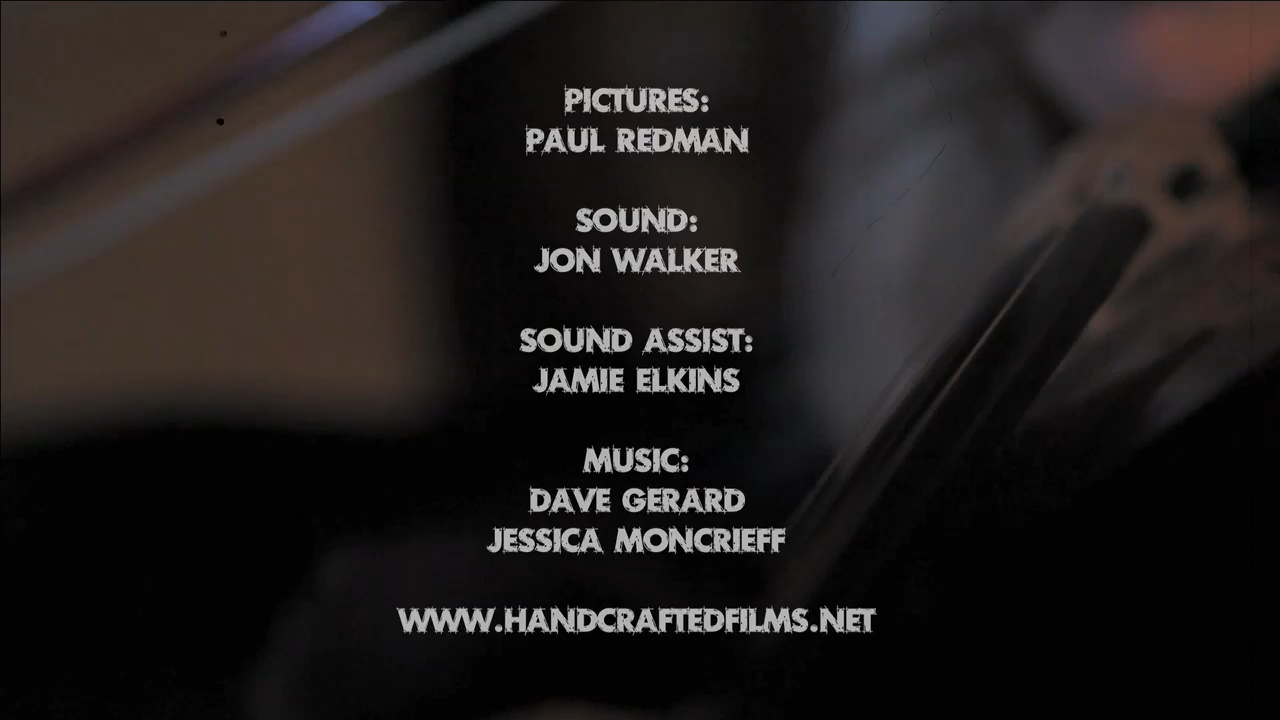 PICTURES:
PAUL REDMAN
SOUND:
JON WALKER
SOUND ASSIST:
JAMIE ELKINS
MUSIC:
DAVE GERARD
JESSICA MONCRIEFF
WWW.HANDCRAFTEDFILMS.NET